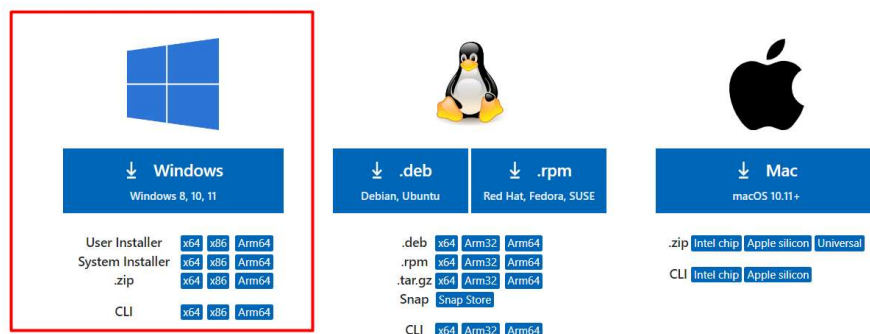 Windows
Windows 8, 10, 11
User Installer x64 x86 Arm64
System Installer x64 x86 Arm64
.zip x64 x86 Arm64
CLI x64 x86 Arm64
.deb
Debian, Ubuntu
.rpm
Red Hat, Fedora, SUSE
.deb x64 Arm32 Arm64
.rpm x64 Arm32 Arm64
.tar.gz x64 Arm32 Arm64
Snap Snap Store
CLI x64 Arm32 Arm64
Mac
macOS 10.11+
.zip Intel chip Apple silicon Universal
CLI Intel chip Apple silicon